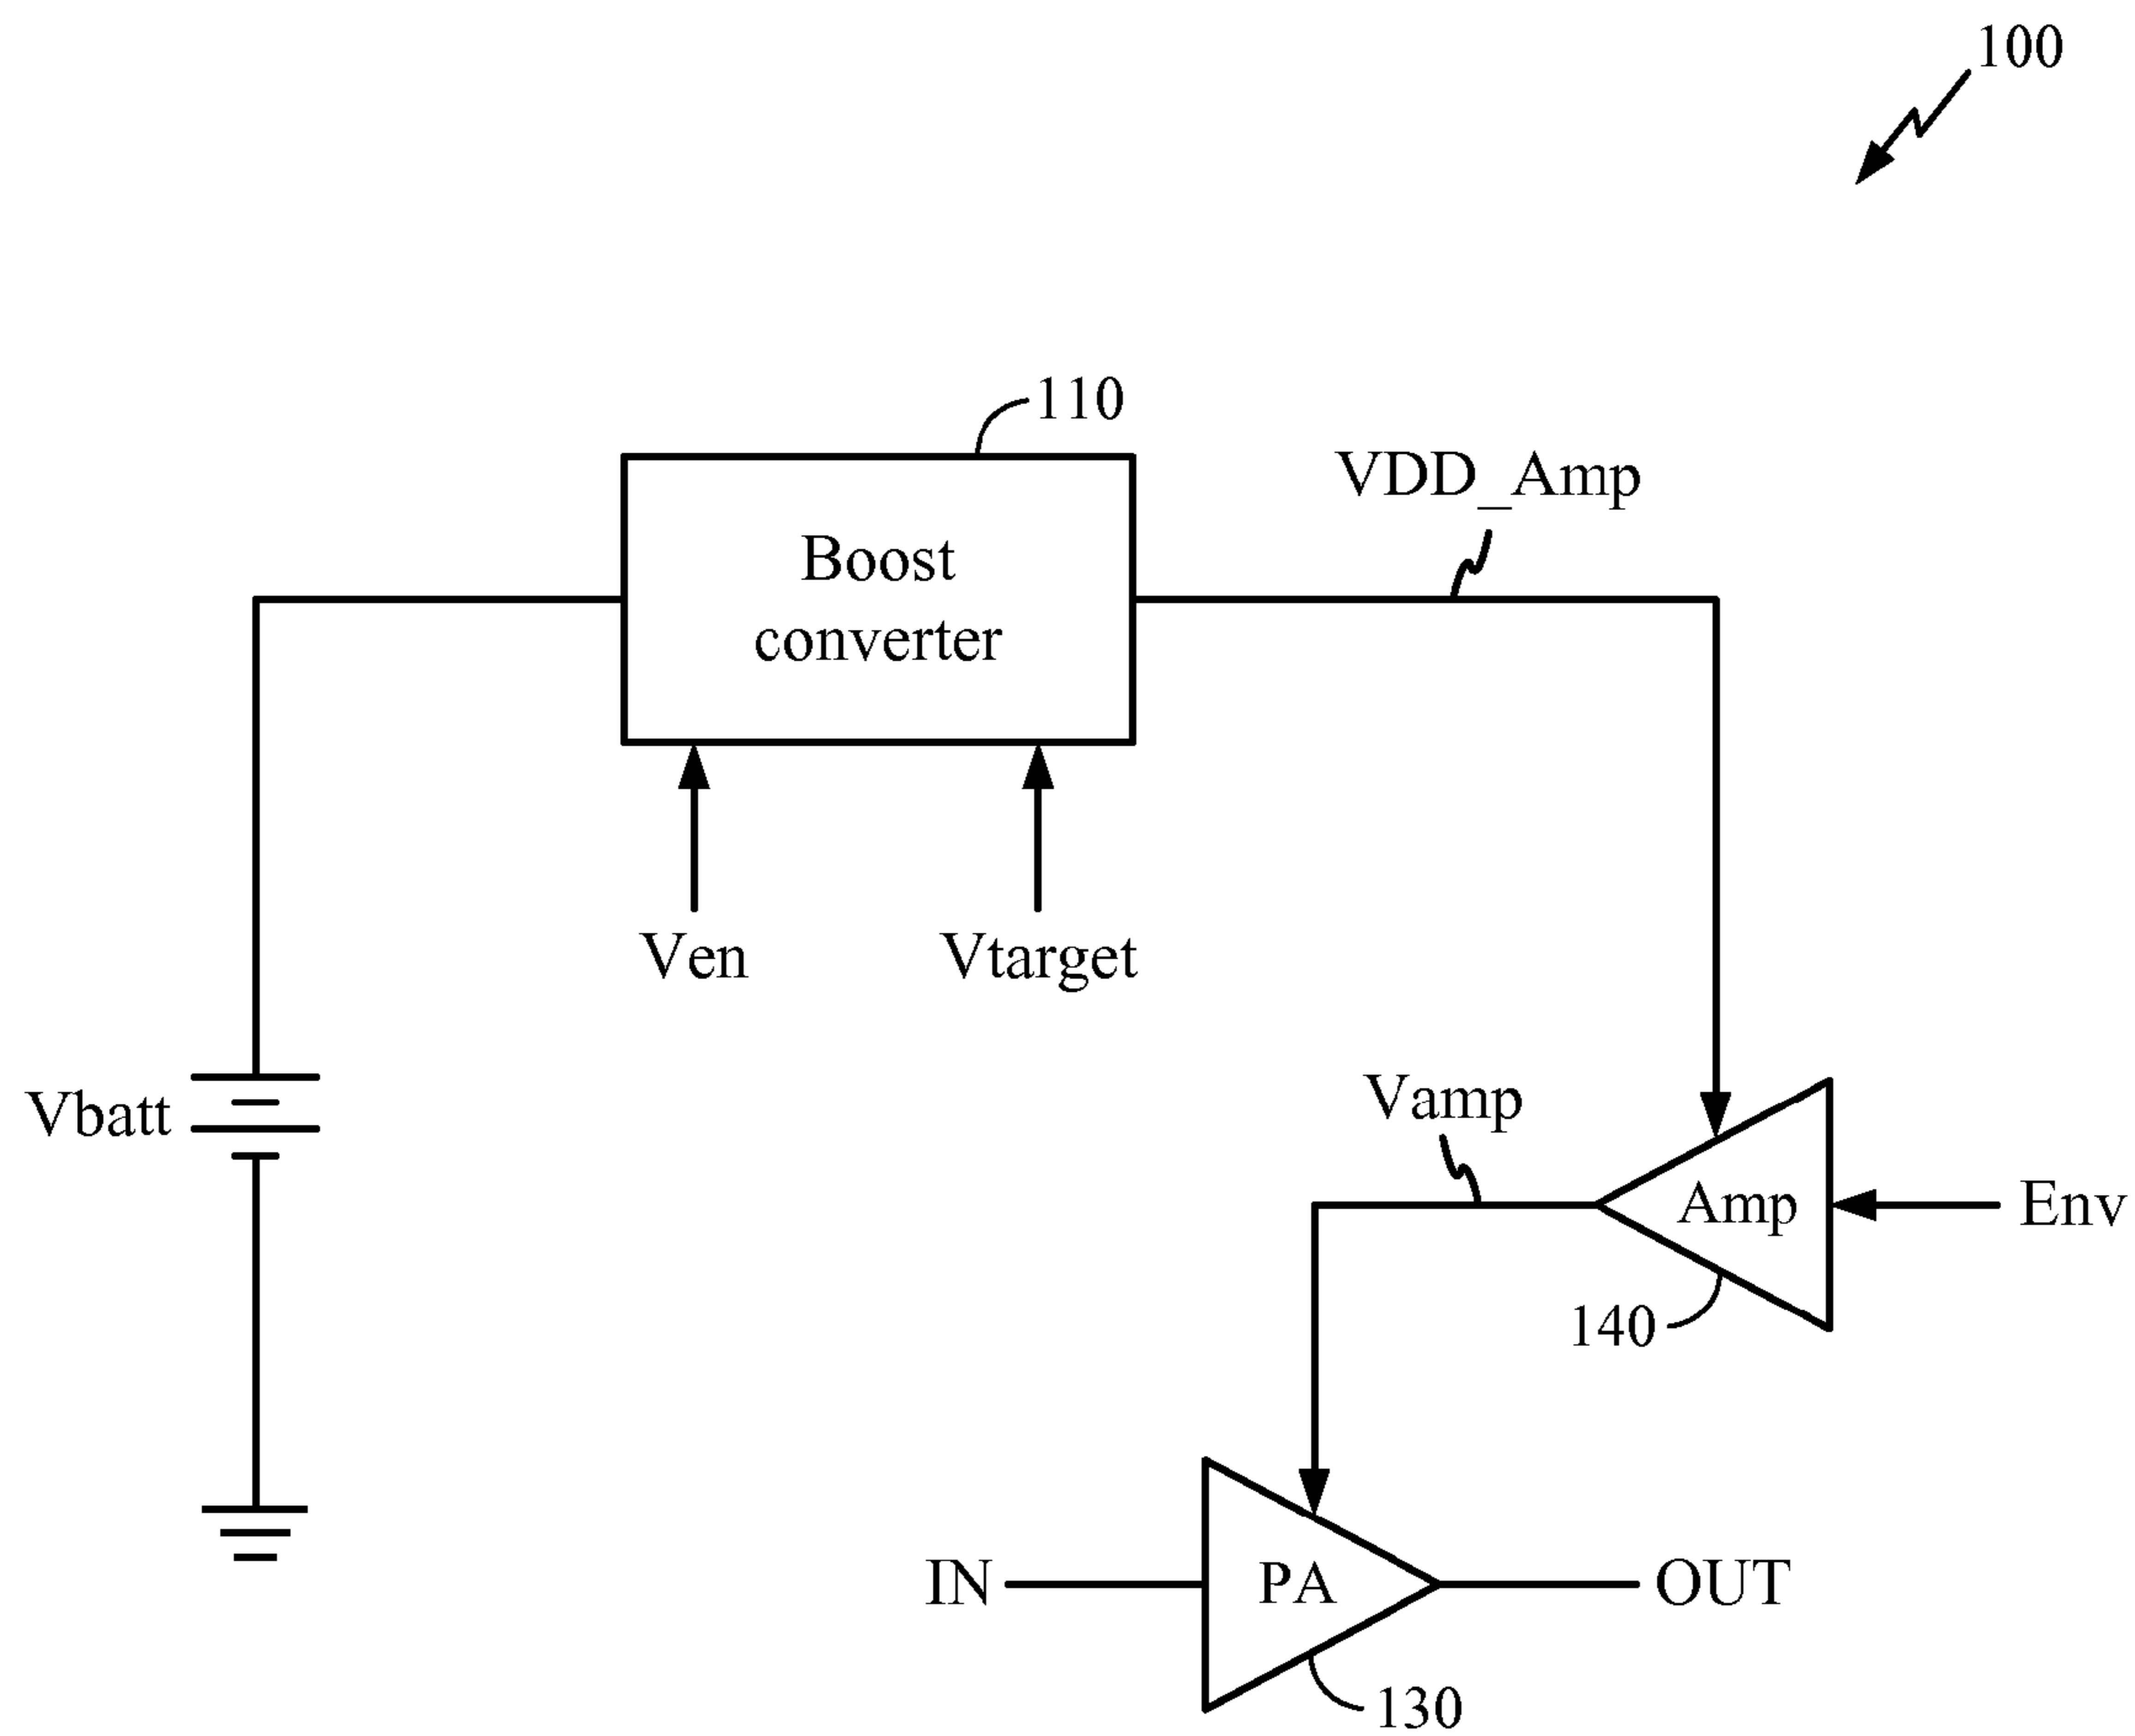 100
110
VDD_Amp
Boost
converter
Ven
Vtarget
Vbatt
Vamp
Amp
Env
140
IN
PA
OUT
130